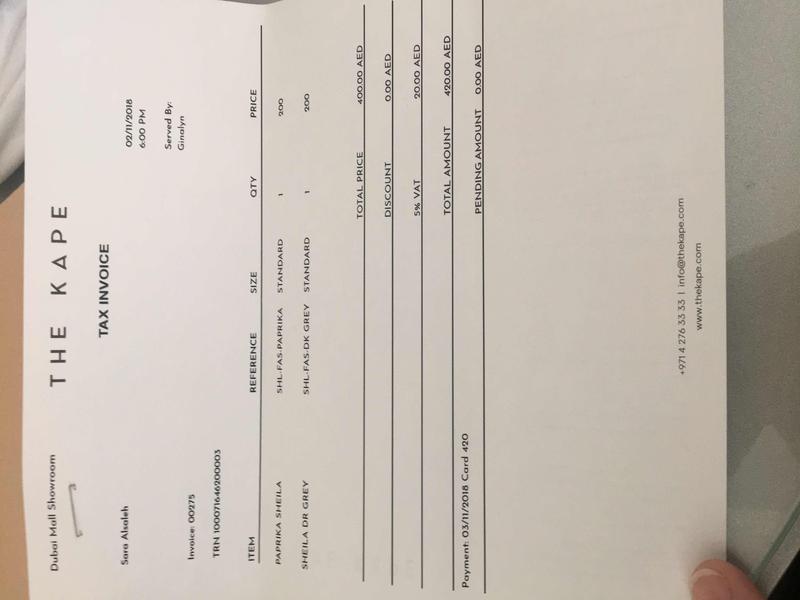 Dubai Mall Showroom
THE KAPE
TAX INVOICE
Sara Alsaleh
02/11/2018
6:00 PM
Served By:
Ginalyn
Invoice: 00275
TRN 100071646200003
ITEM REFERENCE SIZE QTY PRICE
PAPRIKA SHEILA SHL-FAS-PAPRIKA STANDARD 1 200
SHEILA DR GREY SHL-FAS-DK GREY STANDARD 1 200
TOTAL PRICE 400.00 AED
DISCOUNT 0.00 AED
5% VAT 20.00 AED
TOTAL AMOUNT 420.00 AED
Payment: 03/11/2018 Card 420
PENDING AMOUNT 0.00 AED
+971 4 276 33 33 | info@thekape.com
www.thekape.com